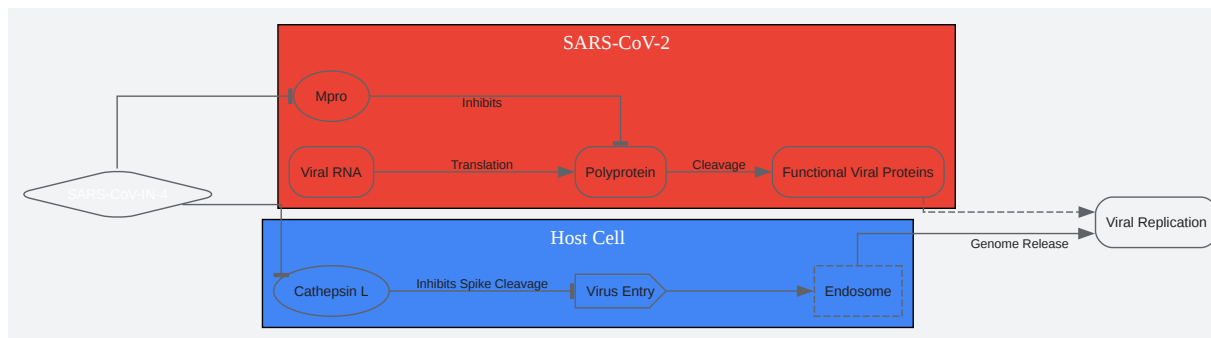 SARS-CoV-2
Mpro
Inhibits
Viral RNA
Translation
Polyprotein
Cleavage
Functional Viral Proteins
SARS-CoV-IN-4
Viral Replication
Host Cell
Genome Release
Cathepsin L
Inhibits Spike Cleavage
Virus Entry
Endosome